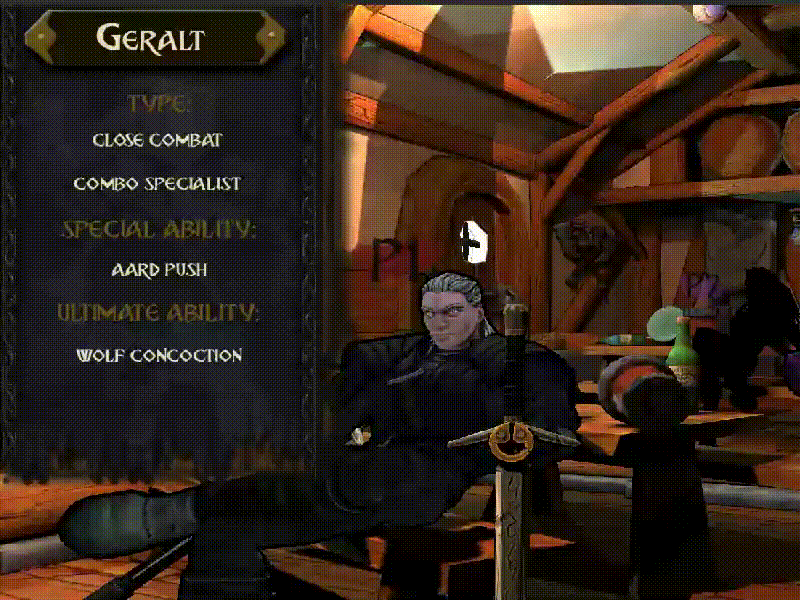 GERALT
TYPE:
CLOSE COMBAT
COMBO SPECIALIST
SPECIAL ABILITY:
AARD PUSH
ULTIMATE ABILITY:
WOLF CONCOCTION